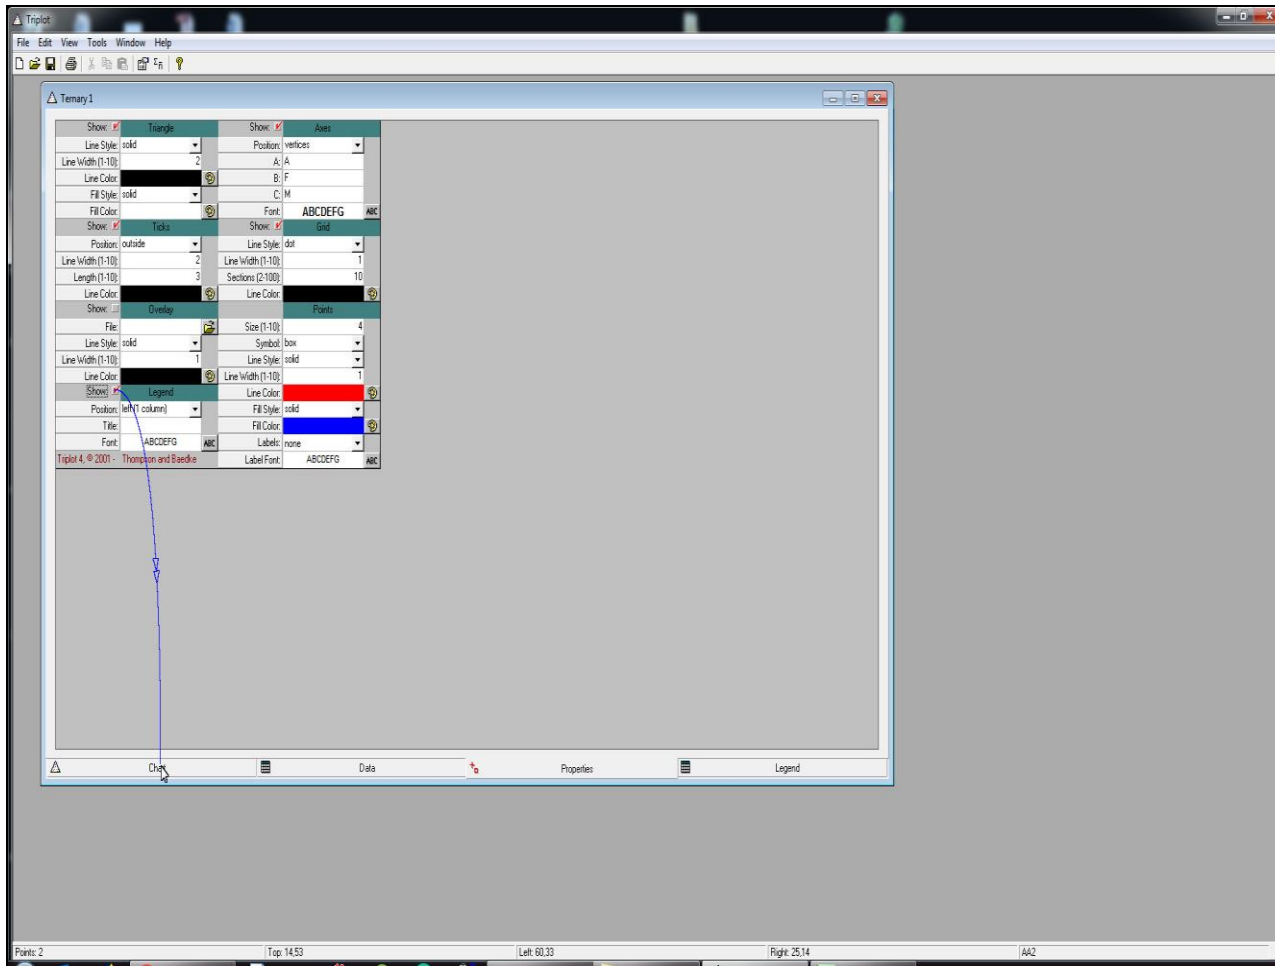 Triplot
File Edit View Tools Window Help
Ternary1
Show: Triangle Show: Axes
Line Style: solid Position: vertices
Line Width (1-10): 2 A: A
Line Color: B: F
Fill Style: solid C: M
Fill Color: Font: ABCDEFG ABC
Show: Ticks Show: Grid
Position: outside Line Style: dot
Line Width (1-10): 2 Line Width (1-10): 1
Length (1-10): 3 Sections (2-100): 10
Line Color: Line Color:
Show: Overlay Points
File: Size (1-10): 4
Line Style: solid Symbol: box
Line Width (1-10): 1 Line Style: solid
Line Color: Line Width (1-10): 1
Show: Legend Line Color:
Position: left (1 column) Fill Style: solid
Title: Fill Color:
Font: ABCDEFG ABC Labels: none
Triplot 4, © 2001 - Thompson and Baedke Label Font: ABCDEFG ABC
Chart Data Properties Legend
Points: 2 Top: 14,53 Left: 60,33 Right: 25,14 AA2